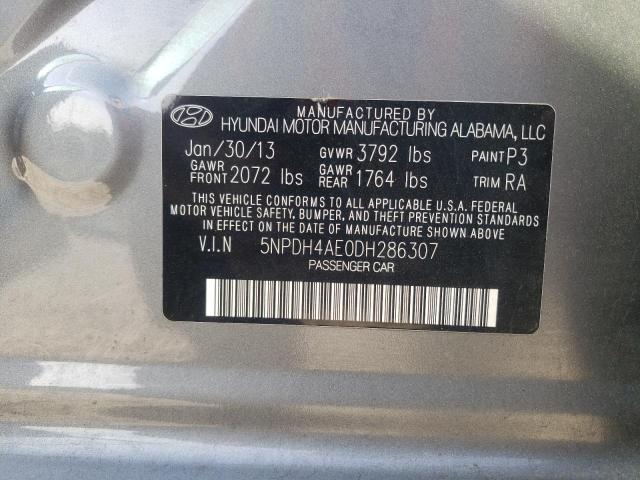 MANUFACTURED BY
HYUNDAI MOTOR MANUFACTURING ALABAMA, LLC
Jan/30/13 GVWR 3792 lbs PAINT P3
GAWR FRONT 2072 lbs GAWR REAR 1764 lbs TRIM RA
THIS VEHICLE CONFORMS TO ALL APPLICABLE U.S.A. FEDERAL
MOTOR VEHICLE SAFETY, BUMPER, AND THEFT PREVENTION STANDARDS
IN EFFECT ON THE DATE OF MANUFACTURE SHOWN ABOVE
V.I.N 5NPDH4AE0DH286307
PASSENGER CAR